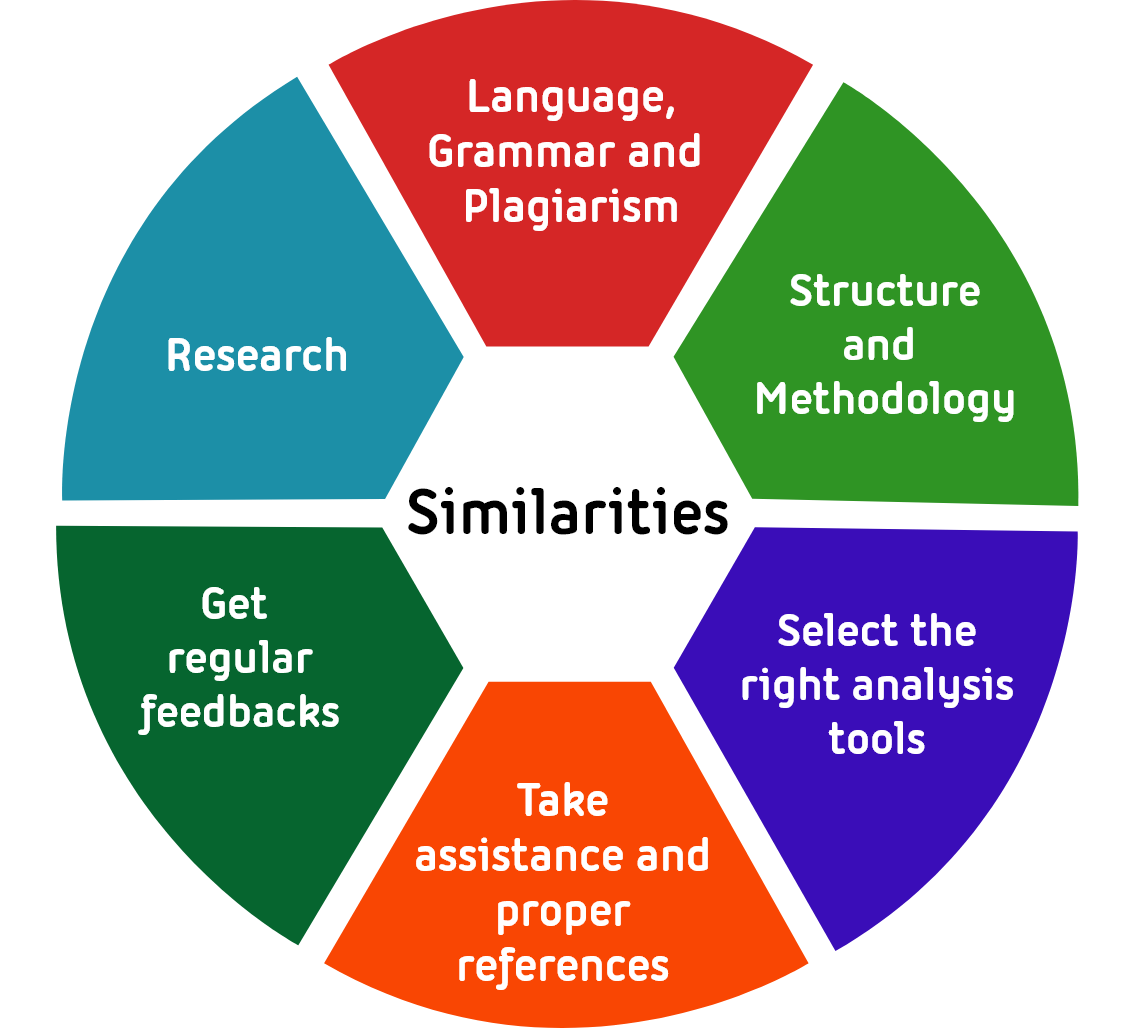 Language,
Grammar and
Plagiarism
Structure
and
Methodology
Select the
right analysis
tools
Take
assistance and
proper
references
Get
regular
feedbacks
Research
Similarities